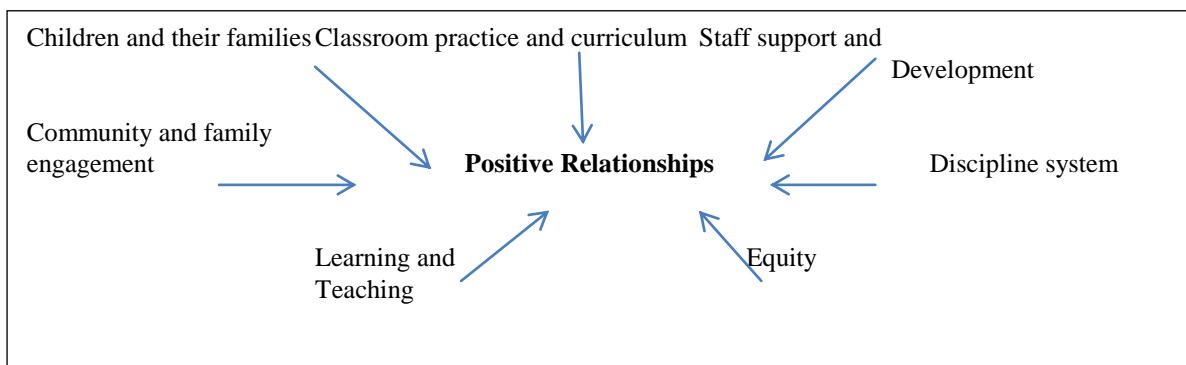 Children and their families Classroom practice and curriculum Staff support and
Development
Community and family
engagement
Positive Relationships
Discipline system
Learning and
Teaching
Equity